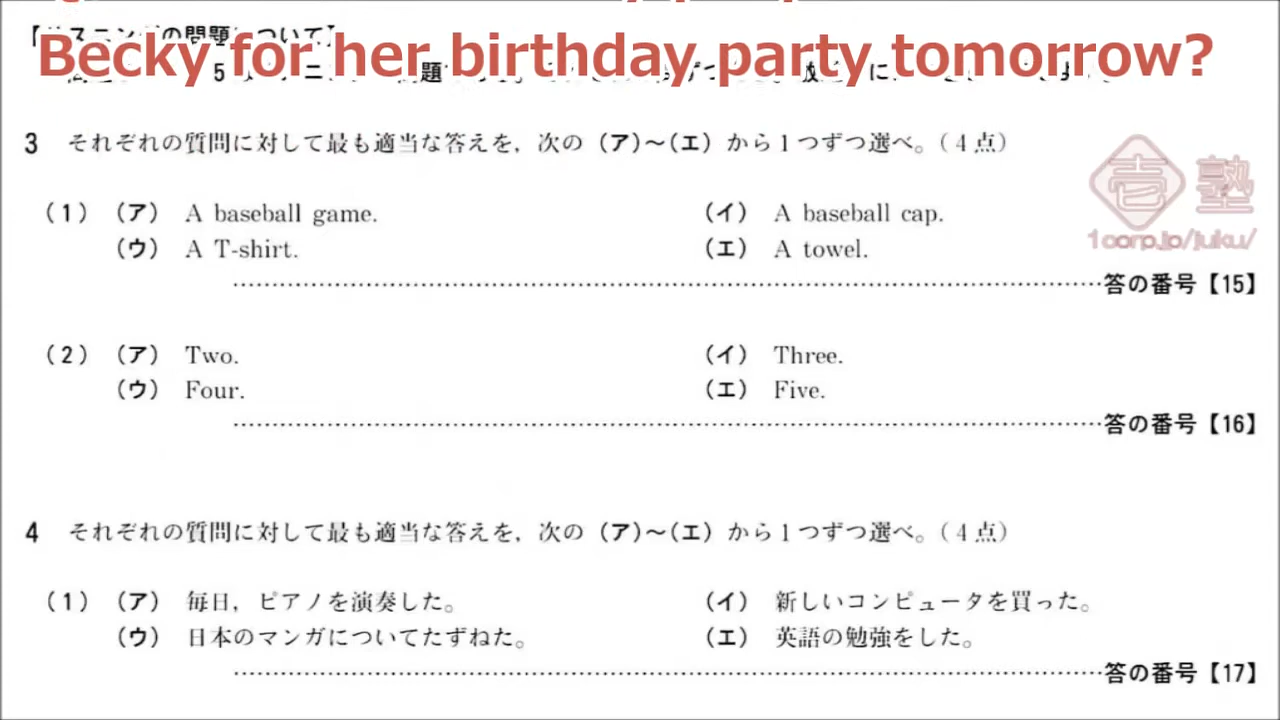 Becky for her birthday party tomorrow?
3 それぞれの質問に対して最も適当な答えを，次の（ア）～（エ）から１つずつ選べ。（４点）
壱塾
1corp.jp/juku/
（１）（ア） A baseball game. （イ） A baseball cap.
（ウ） A T-shirt. （エ） A towel.
答の番号【15】
（２）（ア） Two. （イ） Three.
（ウ） Four. （エ） Five.
答の番号【16】
4 それぞれの質問に対して最も適当な答えを，次の（ア）～（エ）から１つずつ選べ。（４点）
（１）（ア） 毎日，ピアノを演奏した。 （イ） 新しいコンピュータを買った。
（ウ） 日本のマンガについてたずねた。 （エ） 英語の勉強をした。
答の番号【17】